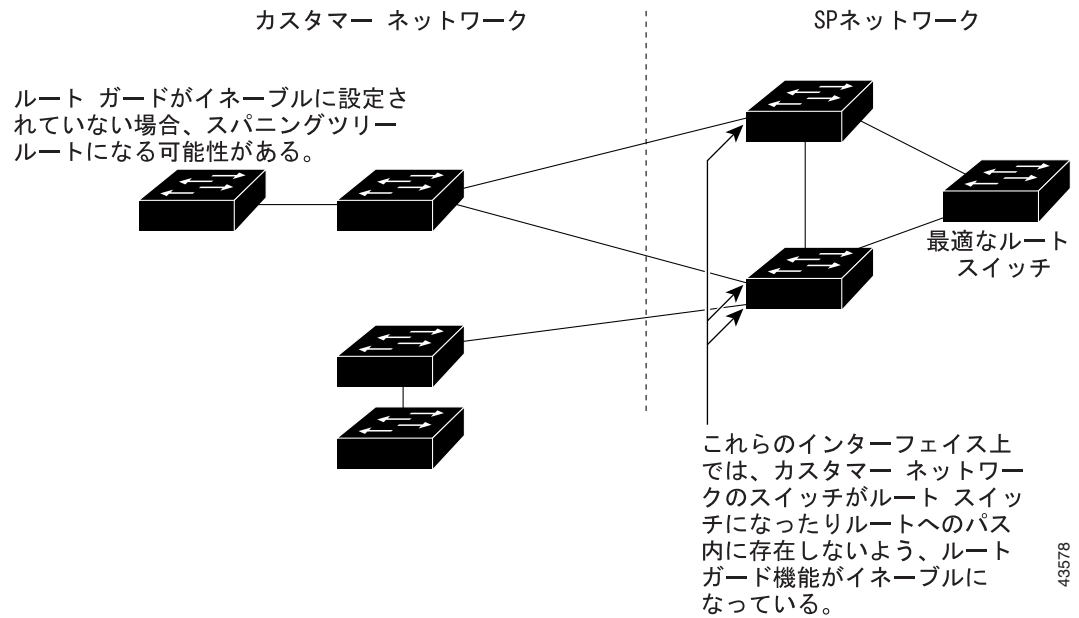 カスタマー ネットワーク
SPネットワーク
ルート ガードがイネーブルに設定さ
れていない場合、スパニングツリー
ルートになる可能性がある。
最適なルート
スイッチ
これらのインターフェイス上
では、カスタマー ネットワー
クのスイッチがルート スイッ
チになったりルートへのパス
内に存在しないよう、ルート
ガード機能がイネーブルに
なっている。
43578